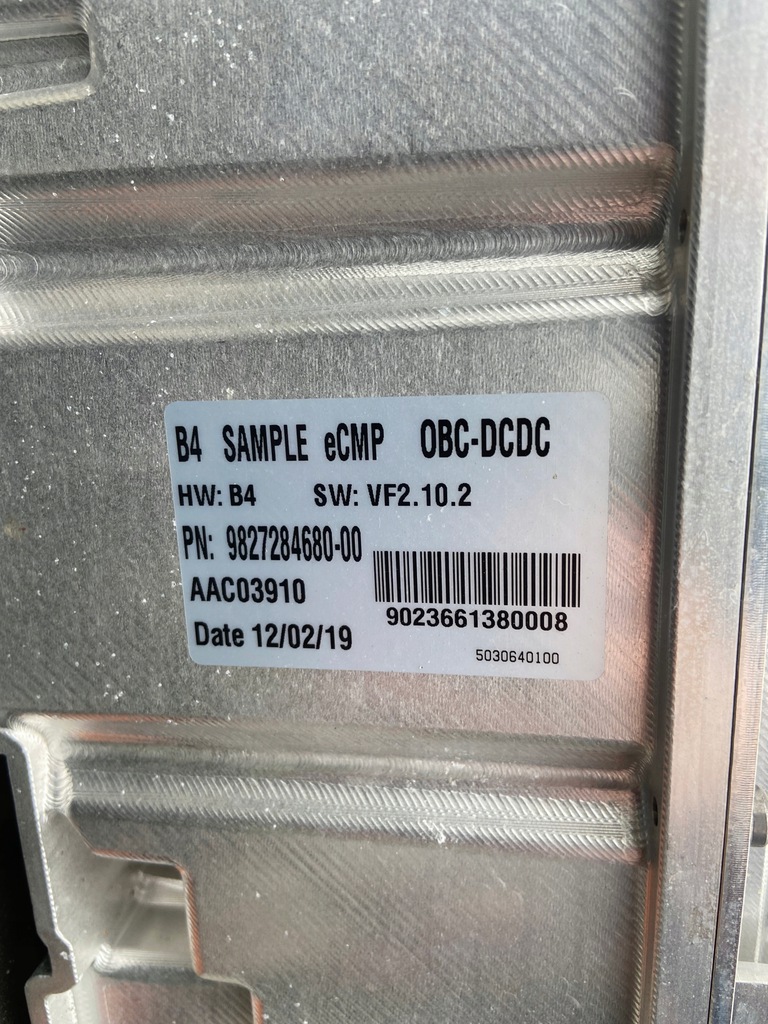 B4 SAMPLE eCMP OBC-DCDC
HW: B4 SW: VF2.10.2
PN: 9827284680-00
AAC03910
9023661380008
Date 12/02/19
5030640100